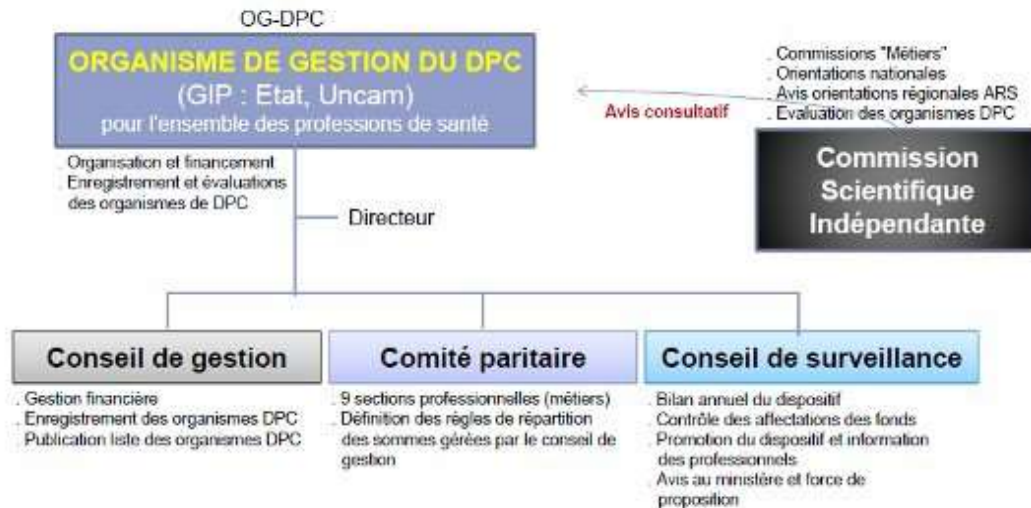 OG-DPC
ORGANISME DE GESTION DU DPC
(GIP : Etat, Uncam)
pour l'ensemble des professions de santé
. Organisation et financement
. Enregistrement et évaluations
des organismes de DPC
Directeur
Avis consultatif
. Commissions "Métiers"
. Orientations nationales
. Avis orientations régionales ARS
. Evaluation des organismes DPC
Commission
Scientifique
Indépendante
Conseil de gestion
. Gestion financière
. Enregistrement des organismes DPC
. Publication liste des organismes DPC
Comité paritaire
. 9 sections professionnelles (métiers)
. Définition des règles de répartition
des sommes gérées par le conseil de
gestion
Conseil de surveillance
. Bilan annuel du dispositif
. Contrôle des affectations des fonds
. Promotion du dispositif et information
des professionnels
. Avis au ministère et force de
proposition